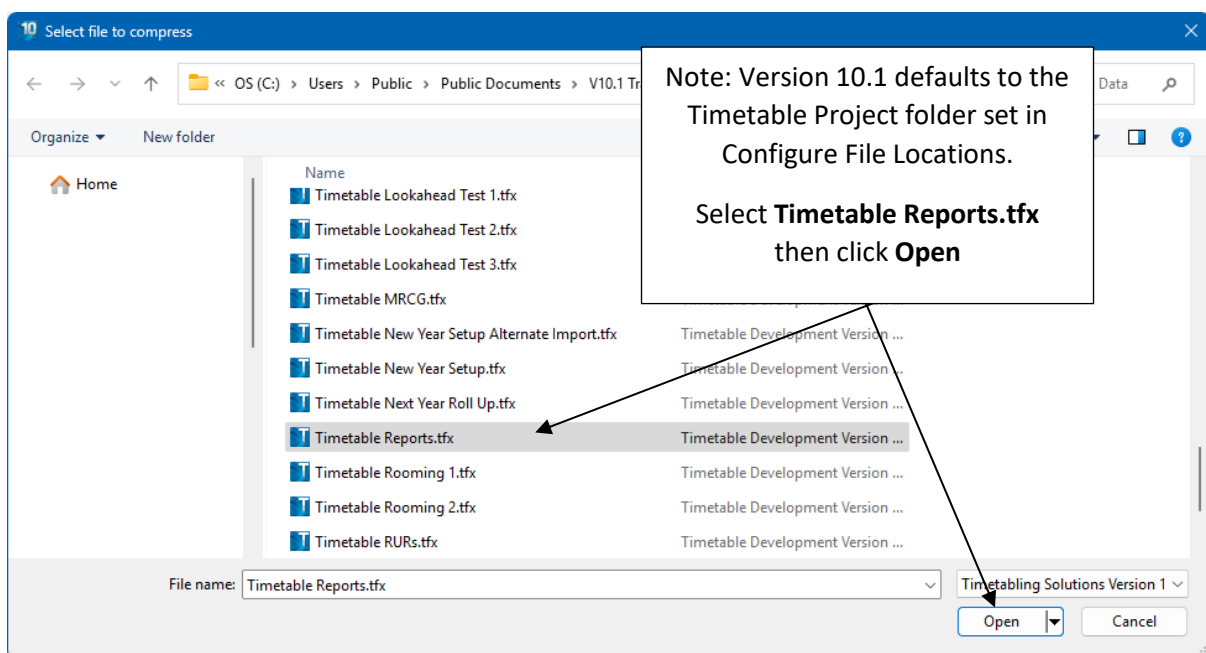 10 Select file to compress
« OS (C:) > Users > Public > Public Documents > V10.1 Tr
Data
Note: Version 10.1 defaults to the
Timetable Project folder set in
Configure File Locations.
Select Timetable Reports.tfx
then click Open
Organize New folder
?
Home
Name
Timetable Lookahead Test 1.tfx
Timetable Lookahead Test 2.tfx
Timetable Lookahead Test 3.tfx
Timetable MRCG.tfx
Timetable New Year Setup Alternate Import.tfx Timetable Development Version ...
Timetable New Year Setup.tfx Timetable Development Version ...
Timetable Next Year Roll Up.tfx Timetable Development Version ...
Timetable Reports.tfx Timetable Development Version ...
Timetable Rooming 1.tfx Timetable Development Version ...
Timetable Rooming 2.tfx Timetable Development Version ...
Timetable RURs.tfx Timetable Development Version ...
File name: Timetable Reports.tfx Timetabling Solutions Version 1
Open Cancel